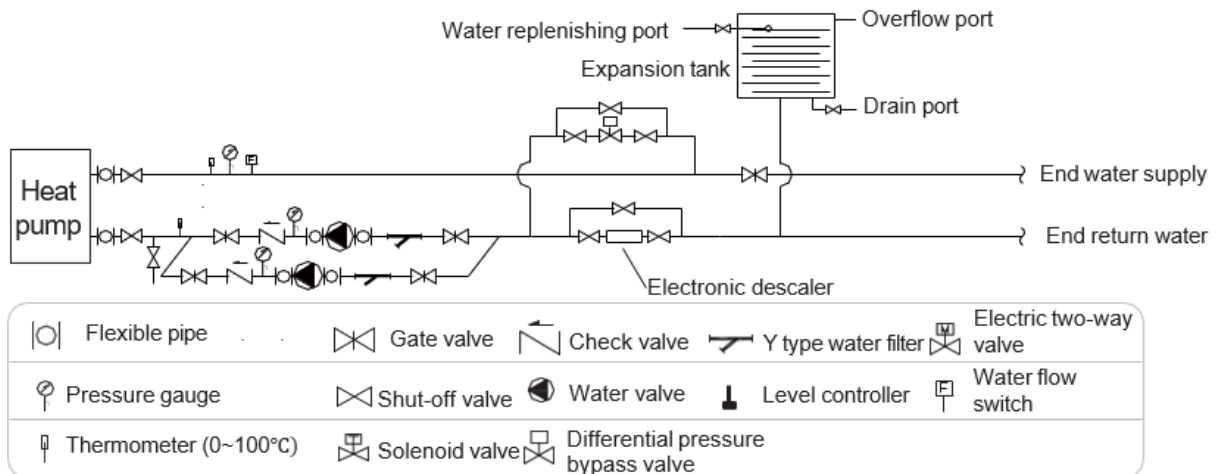 Water replenishing port
Overflow port
Expansion tank
Drain port
Heat
pump
F
End water supply
End return water
Electronic descaler
Flexible pipe
Gate valve
Check valve
Y type water filter
M
Electric two-way
valve
Pressure gauge
Shut-off valve
Water valve
Level controller
F
Water flow
switch
Thermometer (0~100℃)
Solenoid valve
Differential pressure
bypass valve